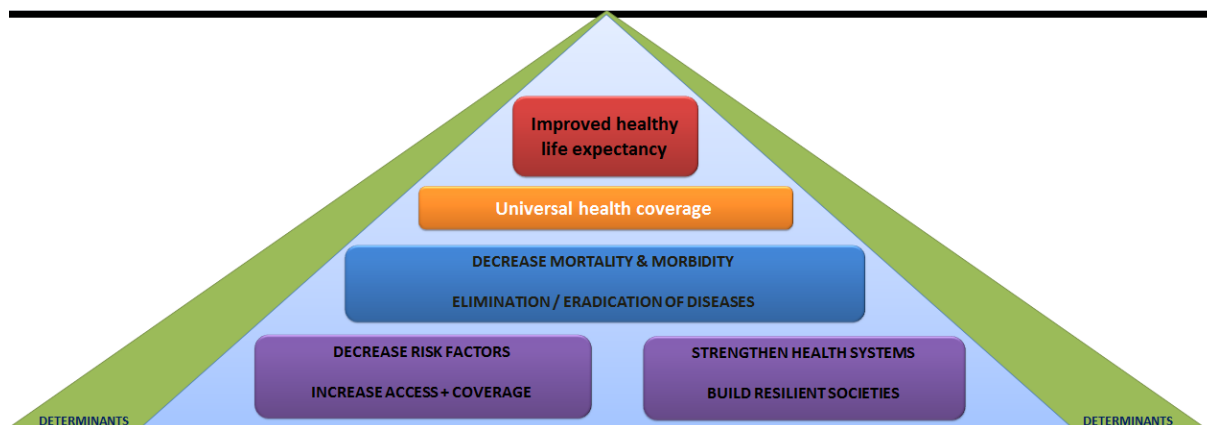 Improved healthy
life expectancy
Universal health coverage
DECREASE MORTALITY & MORBIDITY
ELIMINATION / ERADICATION OF DISEASES
DECREASE RISK FACTORS
INCREASE ACCESS + COVERAGE
STRENGTHEN HEALTH SYSTEMS
BUILD RESILIENT SOCIETIES
DETERMINANTS
DETERMINANTS